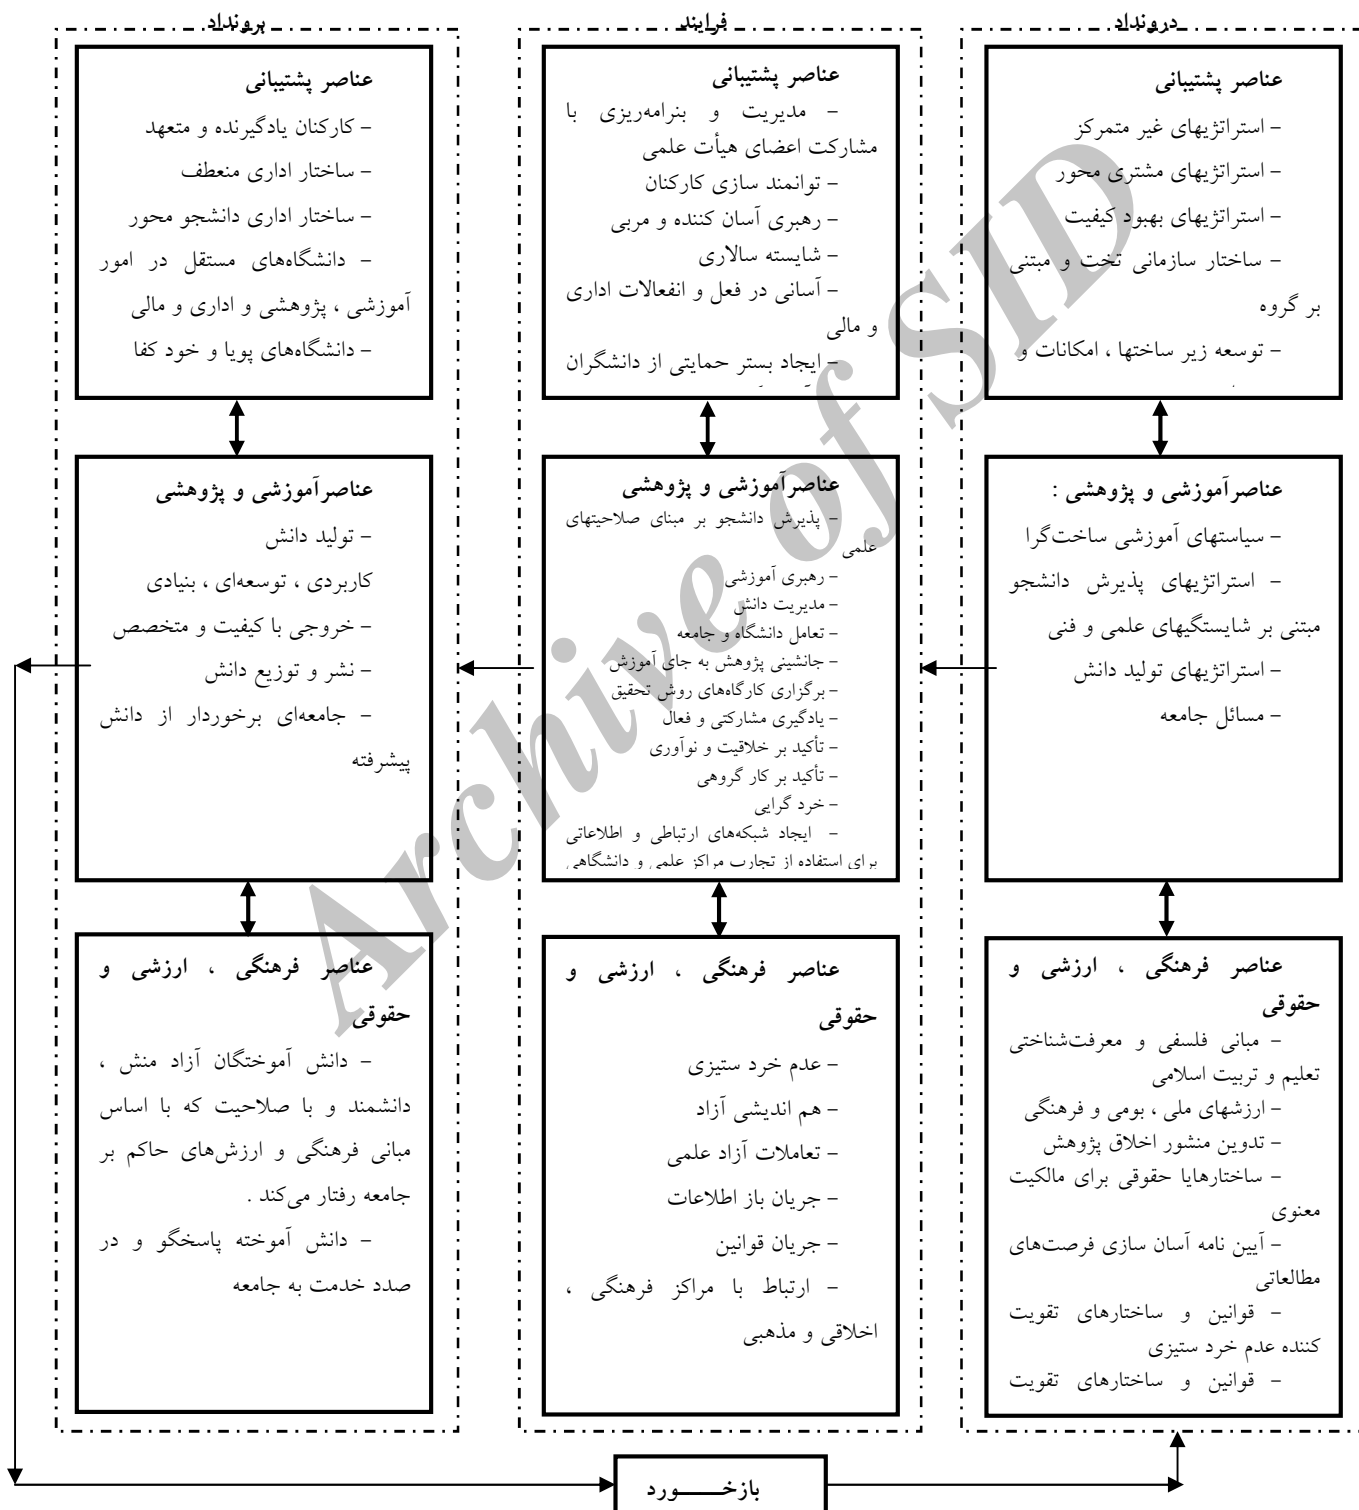 درونداد
عناصر پشتیبانی
- استراتژیهای غیر متمرکز
- استراتژیهای مشتری محور
- استراتژیهای بهبود کیفیت
- ساختار سازمانی تخت و مبتنی
بر گروه
- توسعه زیر ساختها ، امکانات و
عناصرآموزشی و پژوهشی :
- سیاستهای آموزشی ساخت‌گرا
- استراتژیهای پذیرش دانشجو
مبتنی بر شایستگیهای علمی و فنی
- استراتژیهای تولید دانش
- مسائل جامعه
عناصر فرهنگی ، ارزشی و
حقوقی
- مبانی فلسفی و معرفت‌شناختی
تعلیم و تربیت اسلامی
- ارزشهای ملی ، بومی و فرهنگی
- تدوین منشور اخلاق پژوهش
- ساختارهایا حقوقی برای مالکیت
معنوی
- آیین نامه آسان سازی فرصت‌های
مطالعاتی
- قوانین و ساختارهای تقویت
کننده عدم خرد ستیزی
- قوانین و ساختارهای تقویت
فرایند
عناصر پشتیبانی
- مدیریت و بنرامه‌ریزی با
مشارکت اعضای هیأت علمی
- توانمند سازی کارکنان
- رهبری آسان کننده و مربی
- شایسته سالاری
- آسانی در فعل و انفعالات اداری
و مالی
- ایجاد بستر حمایتی از دانشگران
عناصرآموزشی و پژوهشی
- پذیرش دانشجو بر مبنای صلاحیتهای
علمی
- رهبری آموزشی
- مدیریت دانش
- تعامل دانشگاه و جامعه
- جانشینی پژوهش به جای آموزش
- برگزاری کارگاه‌های روش تحقیق
- یادگیری مشارکتی و فعال
- تأکید بر خلاقیت و نوآوری
- تأکید بر کار گروهی
- خرد گرایی
- ایجاد شبکه‌های ارتباطی و اطلاعاتی
برای استفاده از تجارب مراکز علمی و دانشگاهی
عناصر فرهنگی ، ارزشی و
حقوقی
- عدم خرد ستیزی
- هم اندیشی آزاد
- تعاملات آزاد علمی
- جریان باز اطلاعات
- جریان قوانین
- ارتباط با مراکز فرهنگی ،
اخلاقی و مذهبی
برونداد
عناصر پشتیبانی
- کارکنان یادگیرنده و متعهد
- ساختار اداری منعطف
- ساختار اداری دانشجو محور
- دانشگاه‌های مستقل در امور
آموزشی ، پژوهشی و اداری و مالی
- دانشگاه‌های پویا و خود کفا
عناصرآموزشی و پژوهشی
- تولید دانش
کاربردی ، توسعه‌ای ، بنیادی
- خروجی با کیفیت و متخصص
- نشر و توزیع دانش
- جامعه‌ای برخوردار از دانش
پیشرفته
عناصر فرهنگی ، ارزشی و
حقوقی
- دانش آموختگان آزاد منش ،
دانشمند و با صلاحیت که با اساس
مبانی فرهنگی و ارزش‌های حاکم بر
جامعه رفتار می‌کند .
- دانش آموخته پاسخگو و در
صدد خدمت به جامعه
بازخـــــورد
Archive of SID